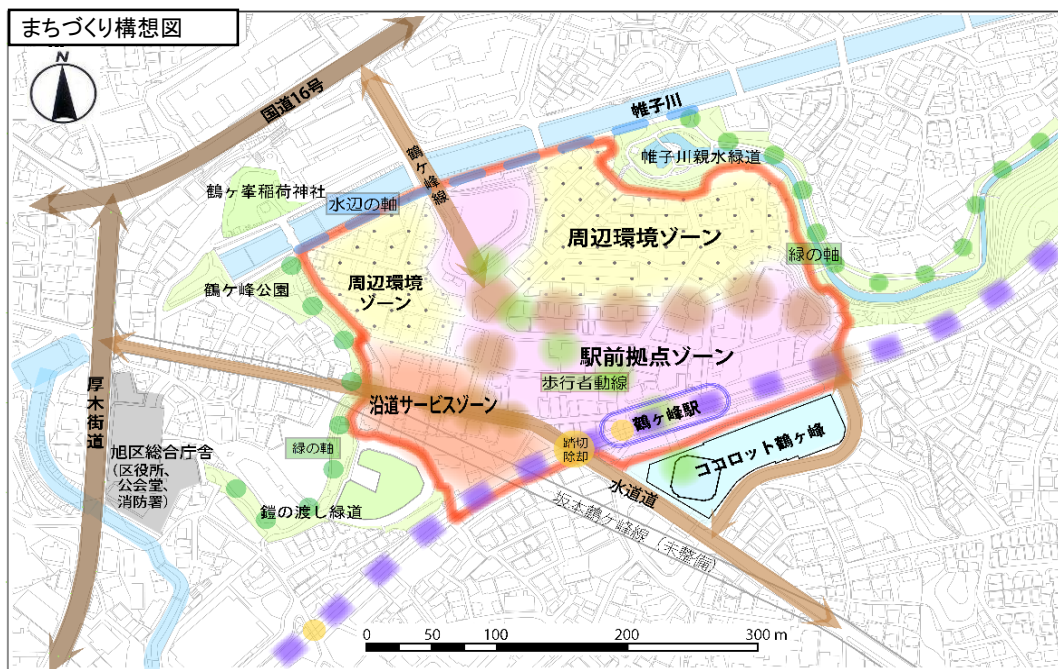 まちづくり構想図
N
国道16号
帷子川
鶴ヶ峰線
帷子川親水緑道
鶴ヶ峯稲荷神社
水辺の軸
周辺環境ゾーン
緑の軸
周辺環境
ゾーン
鶴ヶ峰公園
駅前拠点ゾーン
歩行者動線
沿道サービスゾーン
鶴ヶ峰駅
厚木街道
踏切
除却
ココロット鶴ヶ峰
緑の軸
旭区総合庁舎
(区役所、
公会堂、
消防署)
水道道
鎧の渡し緑道
坂本鶴ヶ峰線(未整備)
0 50 100 200 300 m